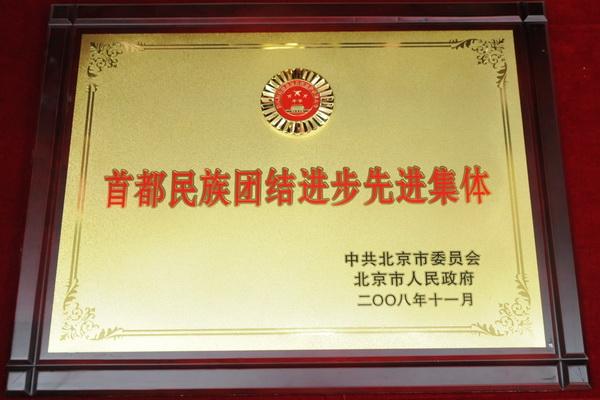 首都民族团结进步先进集体
中共北京市委员会
北京市人民政府
二〇〇八年十一月